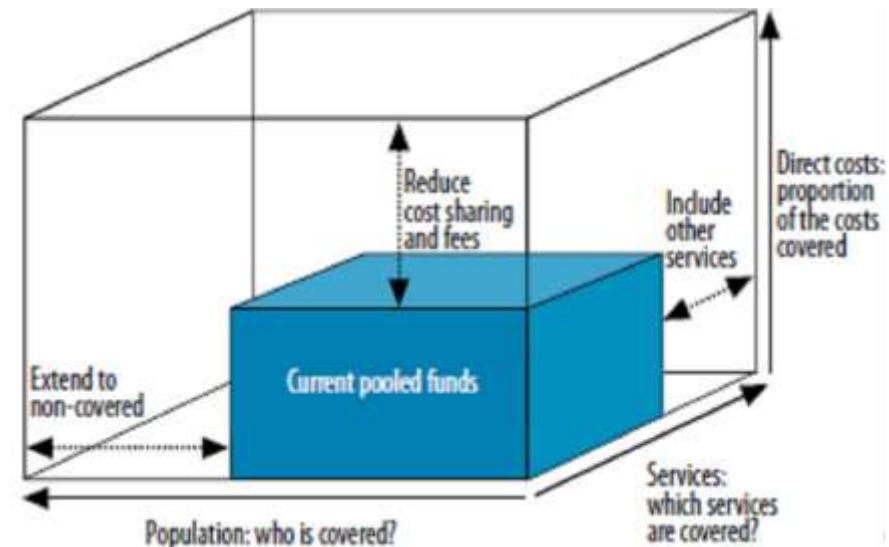 Reduce
cost sharing
and fees
Include
other
services
Direct costs:
proportion
of the costs
covered
Extend to
non-covered
Current pooled funds
Services:
which services
are covered?
Population: who is covered?